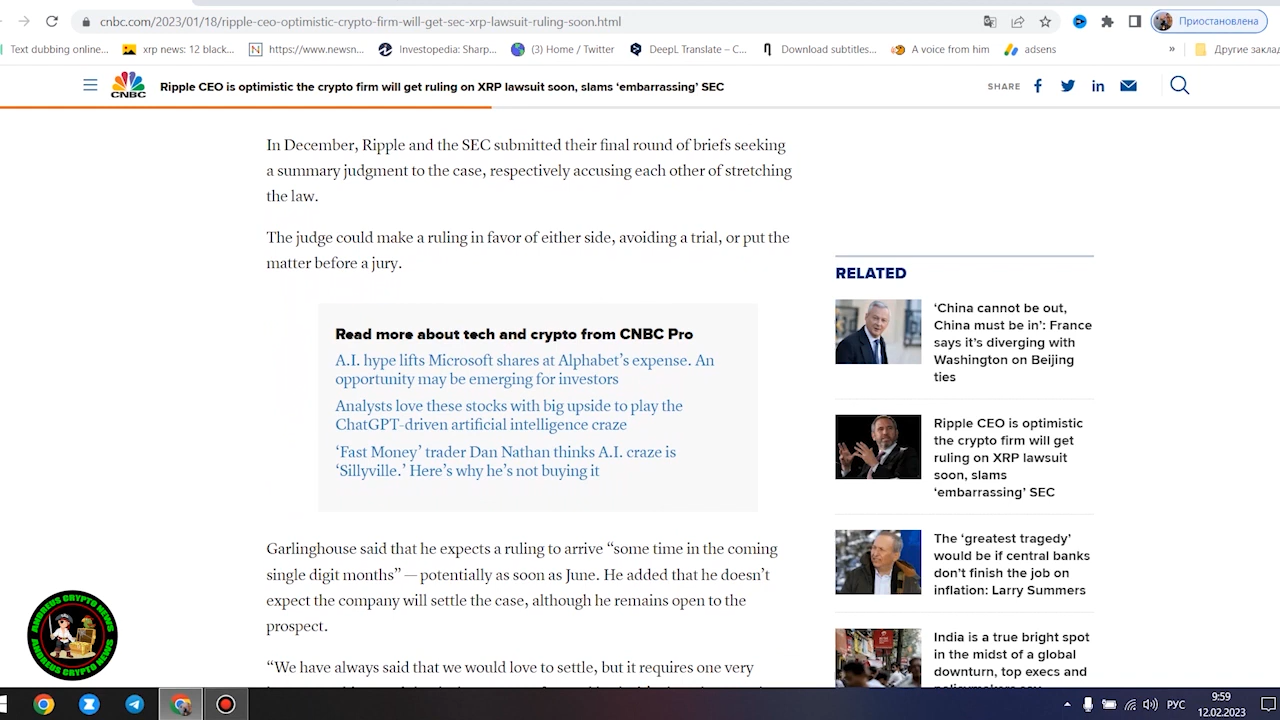 cnbc.com/2023/01/18/ripple-ceo-optimistic-crypto-firm-will-get-sec-xrp-lawsuit-ruling-soon.html
Приостановлена
Text dubbing online...
xrp news: 12 black...
https://www.newsn...
Investopedia: Sharp...
(3) Home / Twitter
DeepL Translate – C...
Download subtitles...
A voice from him
adsens
»
Другие закла
CNBC
Ripple CEO is optimistic the crypto firm will get ruling on XRP lawsuit soon, slams ‘embarrassing’ SEC
SHARE
In December, Ripple and the SEC submitted their final round of briefs seeking
a summary judgment to the case, respectively accusing each other of stretching
the law.
The judge could make a ruling in favor of either side, avoiding a trial, or put the
matter before a jury.
Read more about tech and crypto from CNBC Pro
A.I. hype lifts Microsoft shares at Alphabet’s expense. An
opportunity may be emerging for investors
Analysts love these stocks with big upside to play the
ChatGPT-driven artificial intelligence craze
‘Fast Money’ trader Dan Nathan thinks A.I. craze is
‘Sillyville.’ Here’s why he’s not buying it
Garlinghouse said that he expects a ruling to arrive “some time in the coming
single digit months” — potentially as soon as June. He added that he doesn’t
expect the company will settle the case, although he remains open to the
prospect.
“We have always said that we would love to settle, but it requires one very
RELATED
‘China cannot be out,
China must be in’: France
says it’s diverging with
Washington on Beijing
ties
Ripple CEO is optimistic
the crypto firm will get
ruling on XRP lawsuit
soon, slams
‘embarrassing’ SEC
The ‘greatest tragedy’
would be if central banks
don’t finish the job on
inflation: Larry Summers
India is a true bright spot
in the midst of a global
downturn, top execs and
ANDREUS CRYPTO NEWS
ANDREUS CRYPTO NEWS
РУС
9:59
12.02.2023